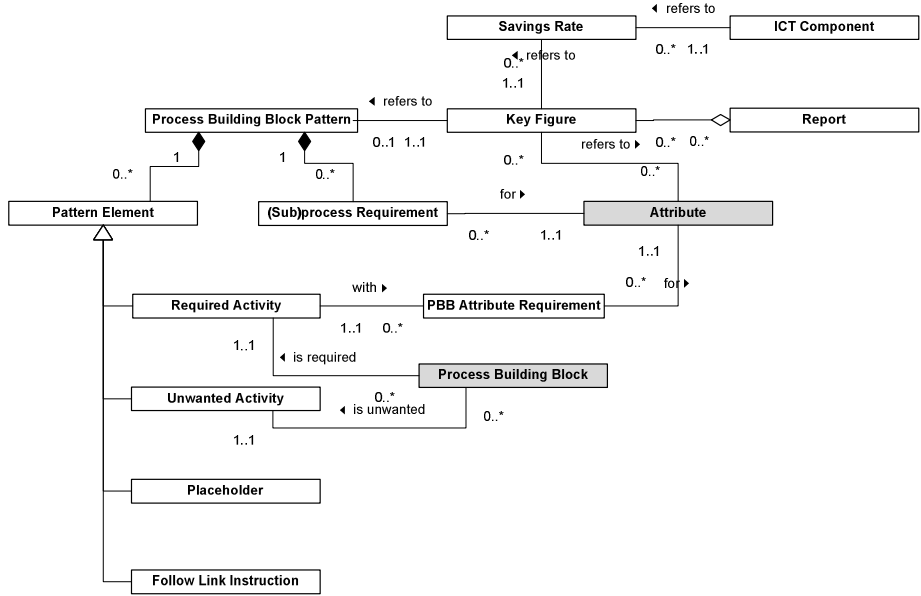 ◄ refers to
Savings Rate
ICT Component
0..* 1..1
0..*
◄ refers to
1..1
◄ refers to
Process Building Block Pattern
Key Figure
Report
0..1 1..1
refers to ►
0..* 0..*
1
0..*
1
0..*
0..*
0..*
for ►
Pattern Element
(Sub)process Requirement
Attribute
0..*
1..1
1..1
0..*
for ►
with ►
Required Activity
PBB Attribute Requirement
1..1
0..*
1..1
◄ is required
Process Building Block
Unwanted Activity
0..*
◄ is unwanted
0..*
1..1
Placeholder
Follow Link Instruction